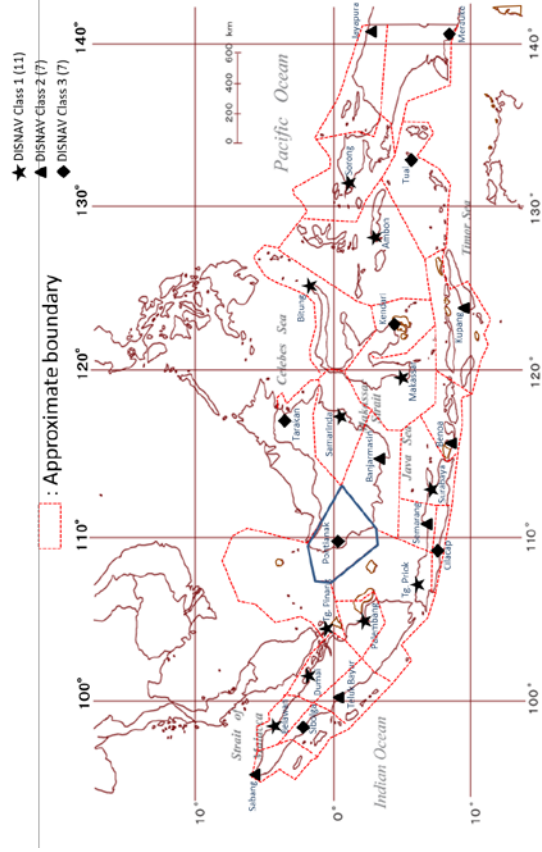 ★ DISNAV Class 1 (11)
▲ DISNAV Class 2 (7)
◆ DISNAV Class 3 (7)
: Approximate boundary
100°
110°
120°
130°
140°
10°
0°
10°
0 200 400 600 km
Pacific Ocean
Celebes Sea
Strait of
Malacca
Indian Ocean
Makassar
Strait
Java Sea
Timor Sea
Sabang
Belawan
Sibolga
Dumai
Teluk Bayur
Tg. Pinang
Palembang
Tg. Priok
Pontianak
Cilacap
Semarang
Surabaya
Benoa
Banjarmasin
Samarinda
Tarakan
Makassar
Kendari
Bitung
Kupang
Ambon
Sorong
Tual
Jayapura
Merauke